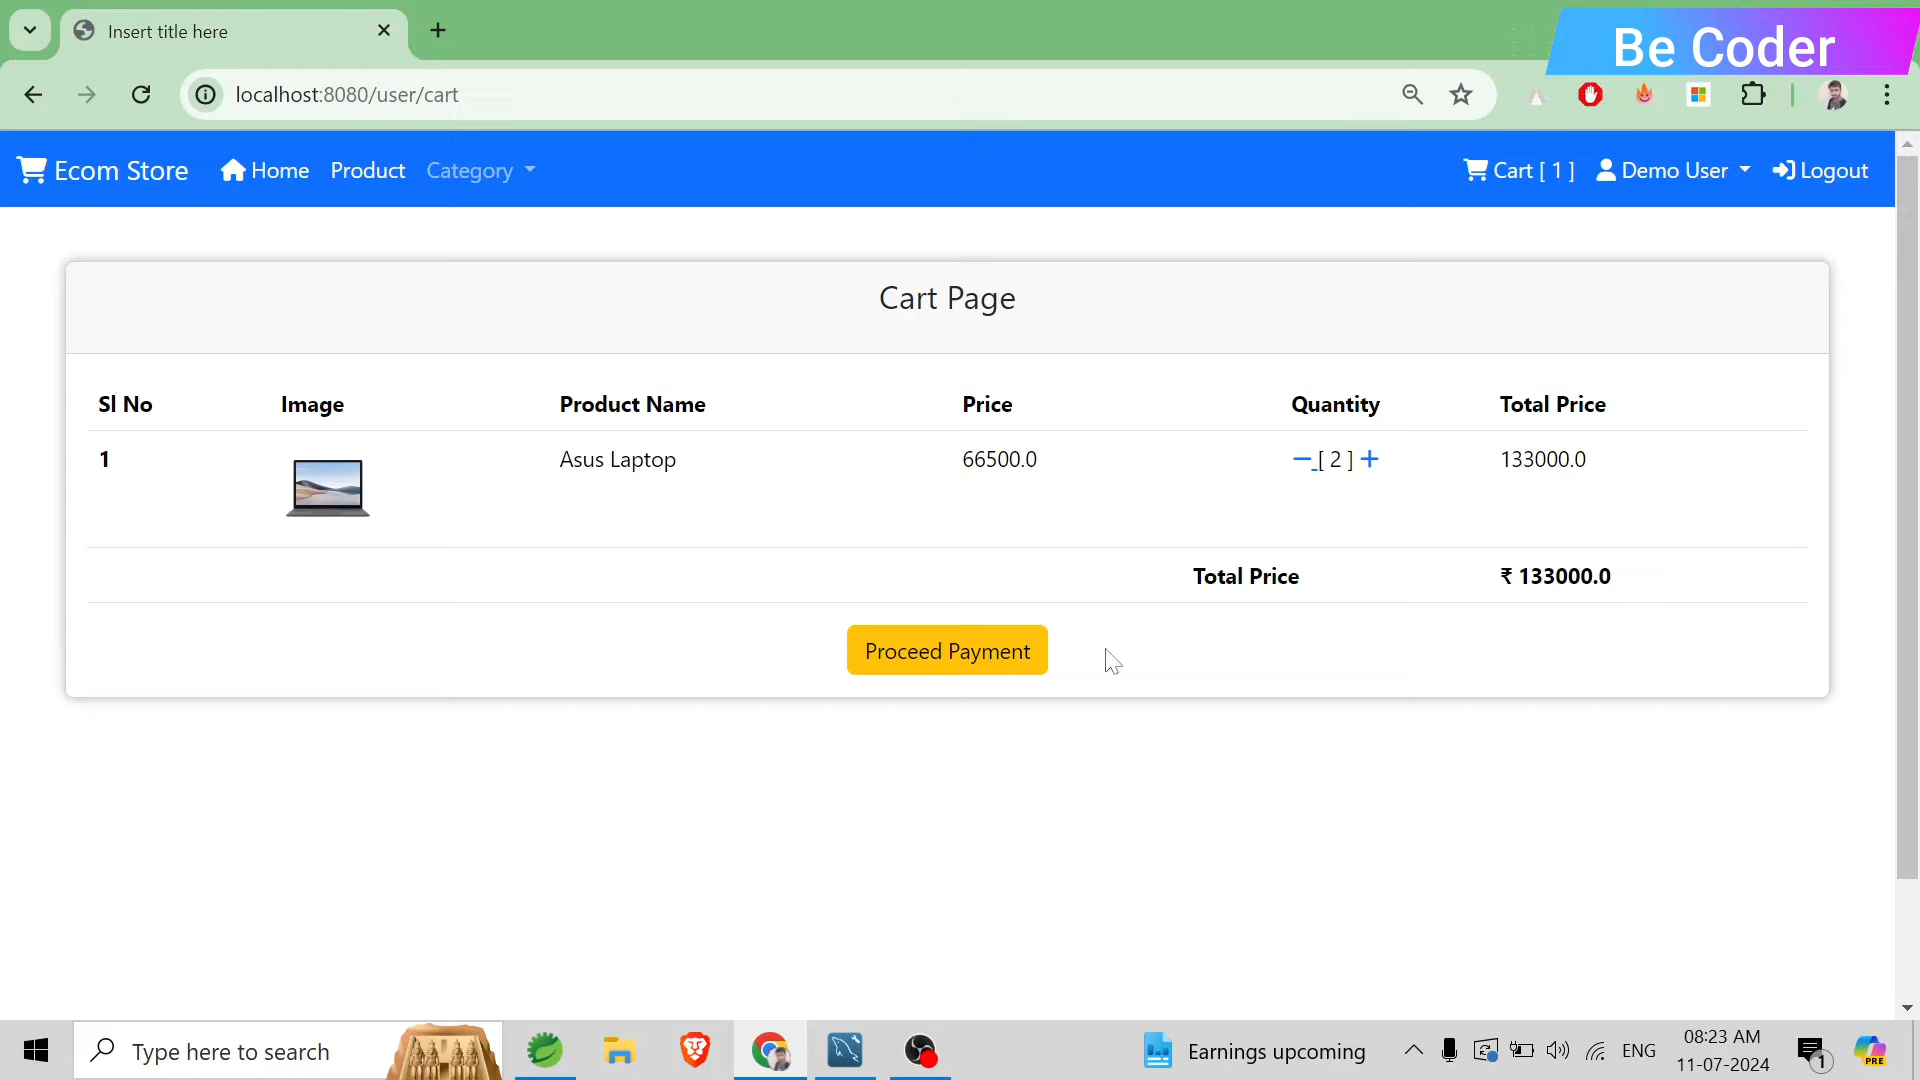 Insert title here
Be Coder
localhost:8080/user/cart
Ecom Store Home Product Category Cart [ 1 ] Demo User Logout
Cart Page
Sl No Image Product Name Price Quantity Total Price
1 Asus Laptop 66500.0 [ 2 ] 133000.0
Total Price ₹ 133000.0
Proceed Payment
Type here to search
Earnings upcoming
ENG
08:23 AM
11-07-2024
1
PRE